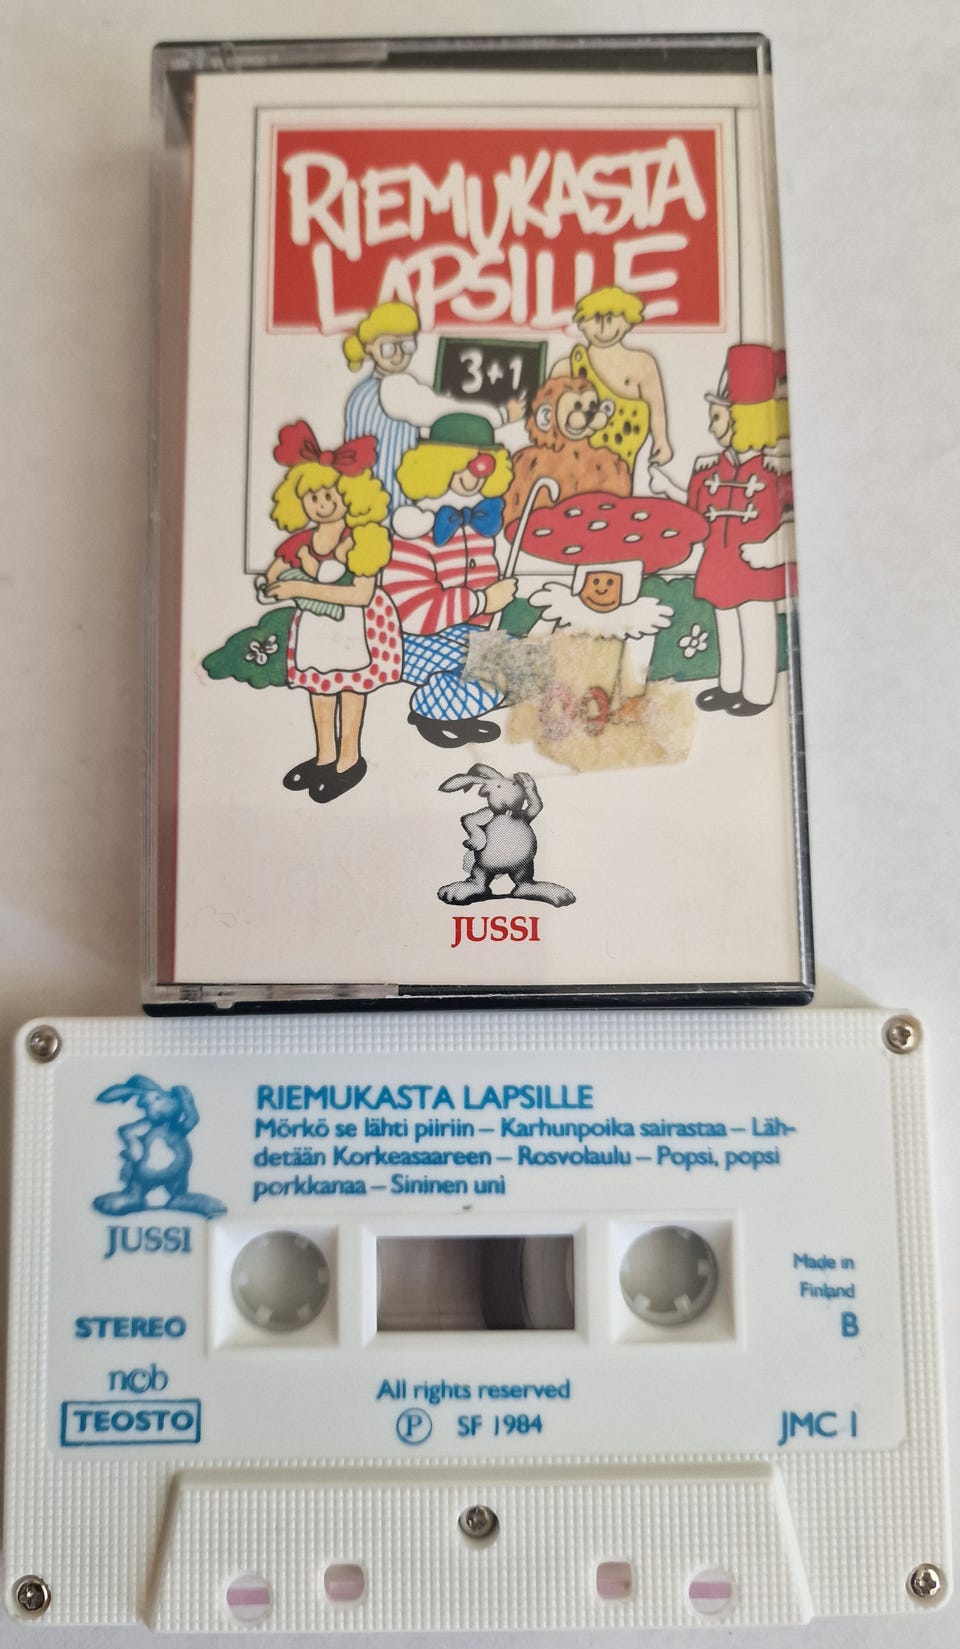 RIEMUKASTA
LAPSILLE
3+1
JUSSI
RIEMUKASTA LAPSILLE
Mörkö se lähti piiriin – Karhunpoika sairastaa – Läh-
detään Korkeasaareen – Rosvolaulu – Popsi, popsi
porkkanaa – Sininen uni
JUSSI
Made in
Finland
STEREO
B
ncb
TEOSTO
All rights reserved
Ⓟ SF 1984
JMC 1